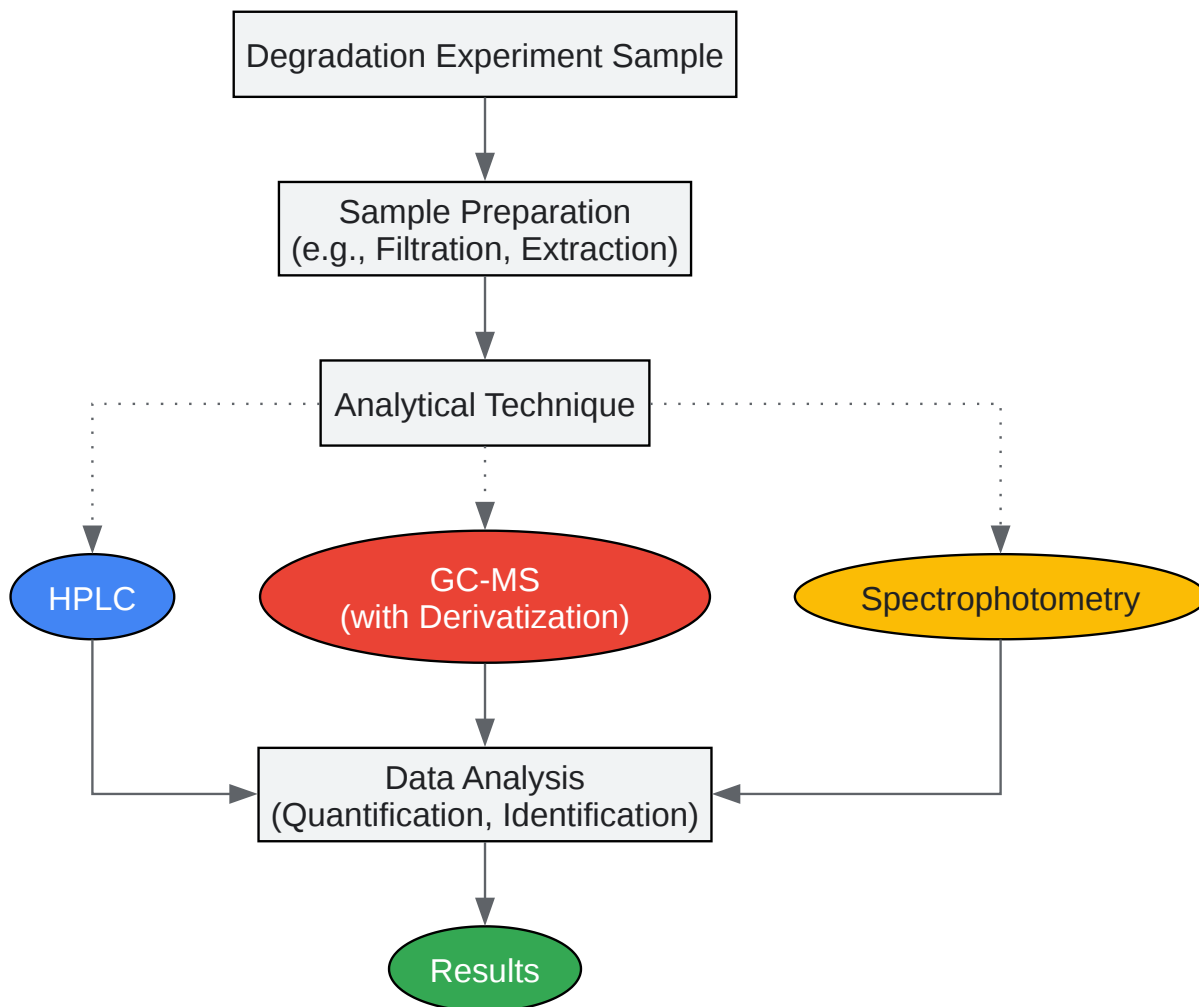 Degradation Experiment Sample
Sample Preparation
(e.g., Filtration, Extraction)
Analytical Technique
HPLC
GC-MS
(with Derivatization)
Spectrophotometry
Data Analysis
(Quantification, Identification)
Results